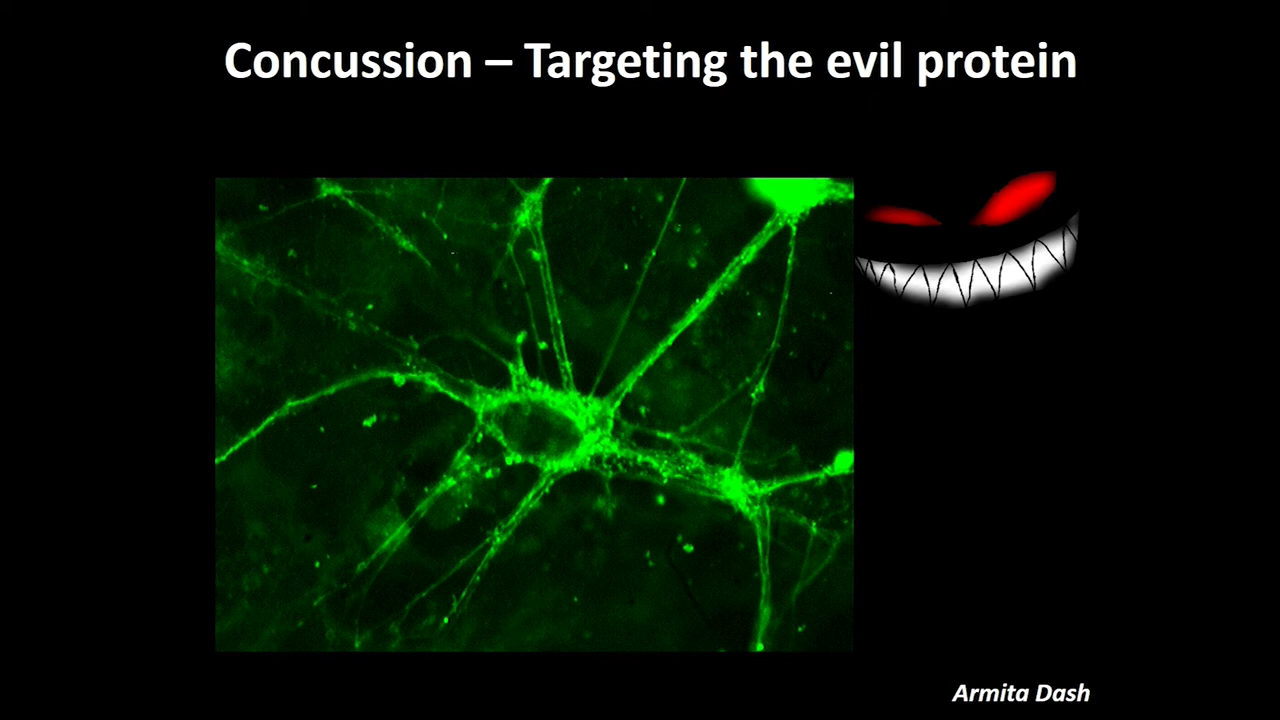 Concussion – Targeting the evil protein
Armita Dash